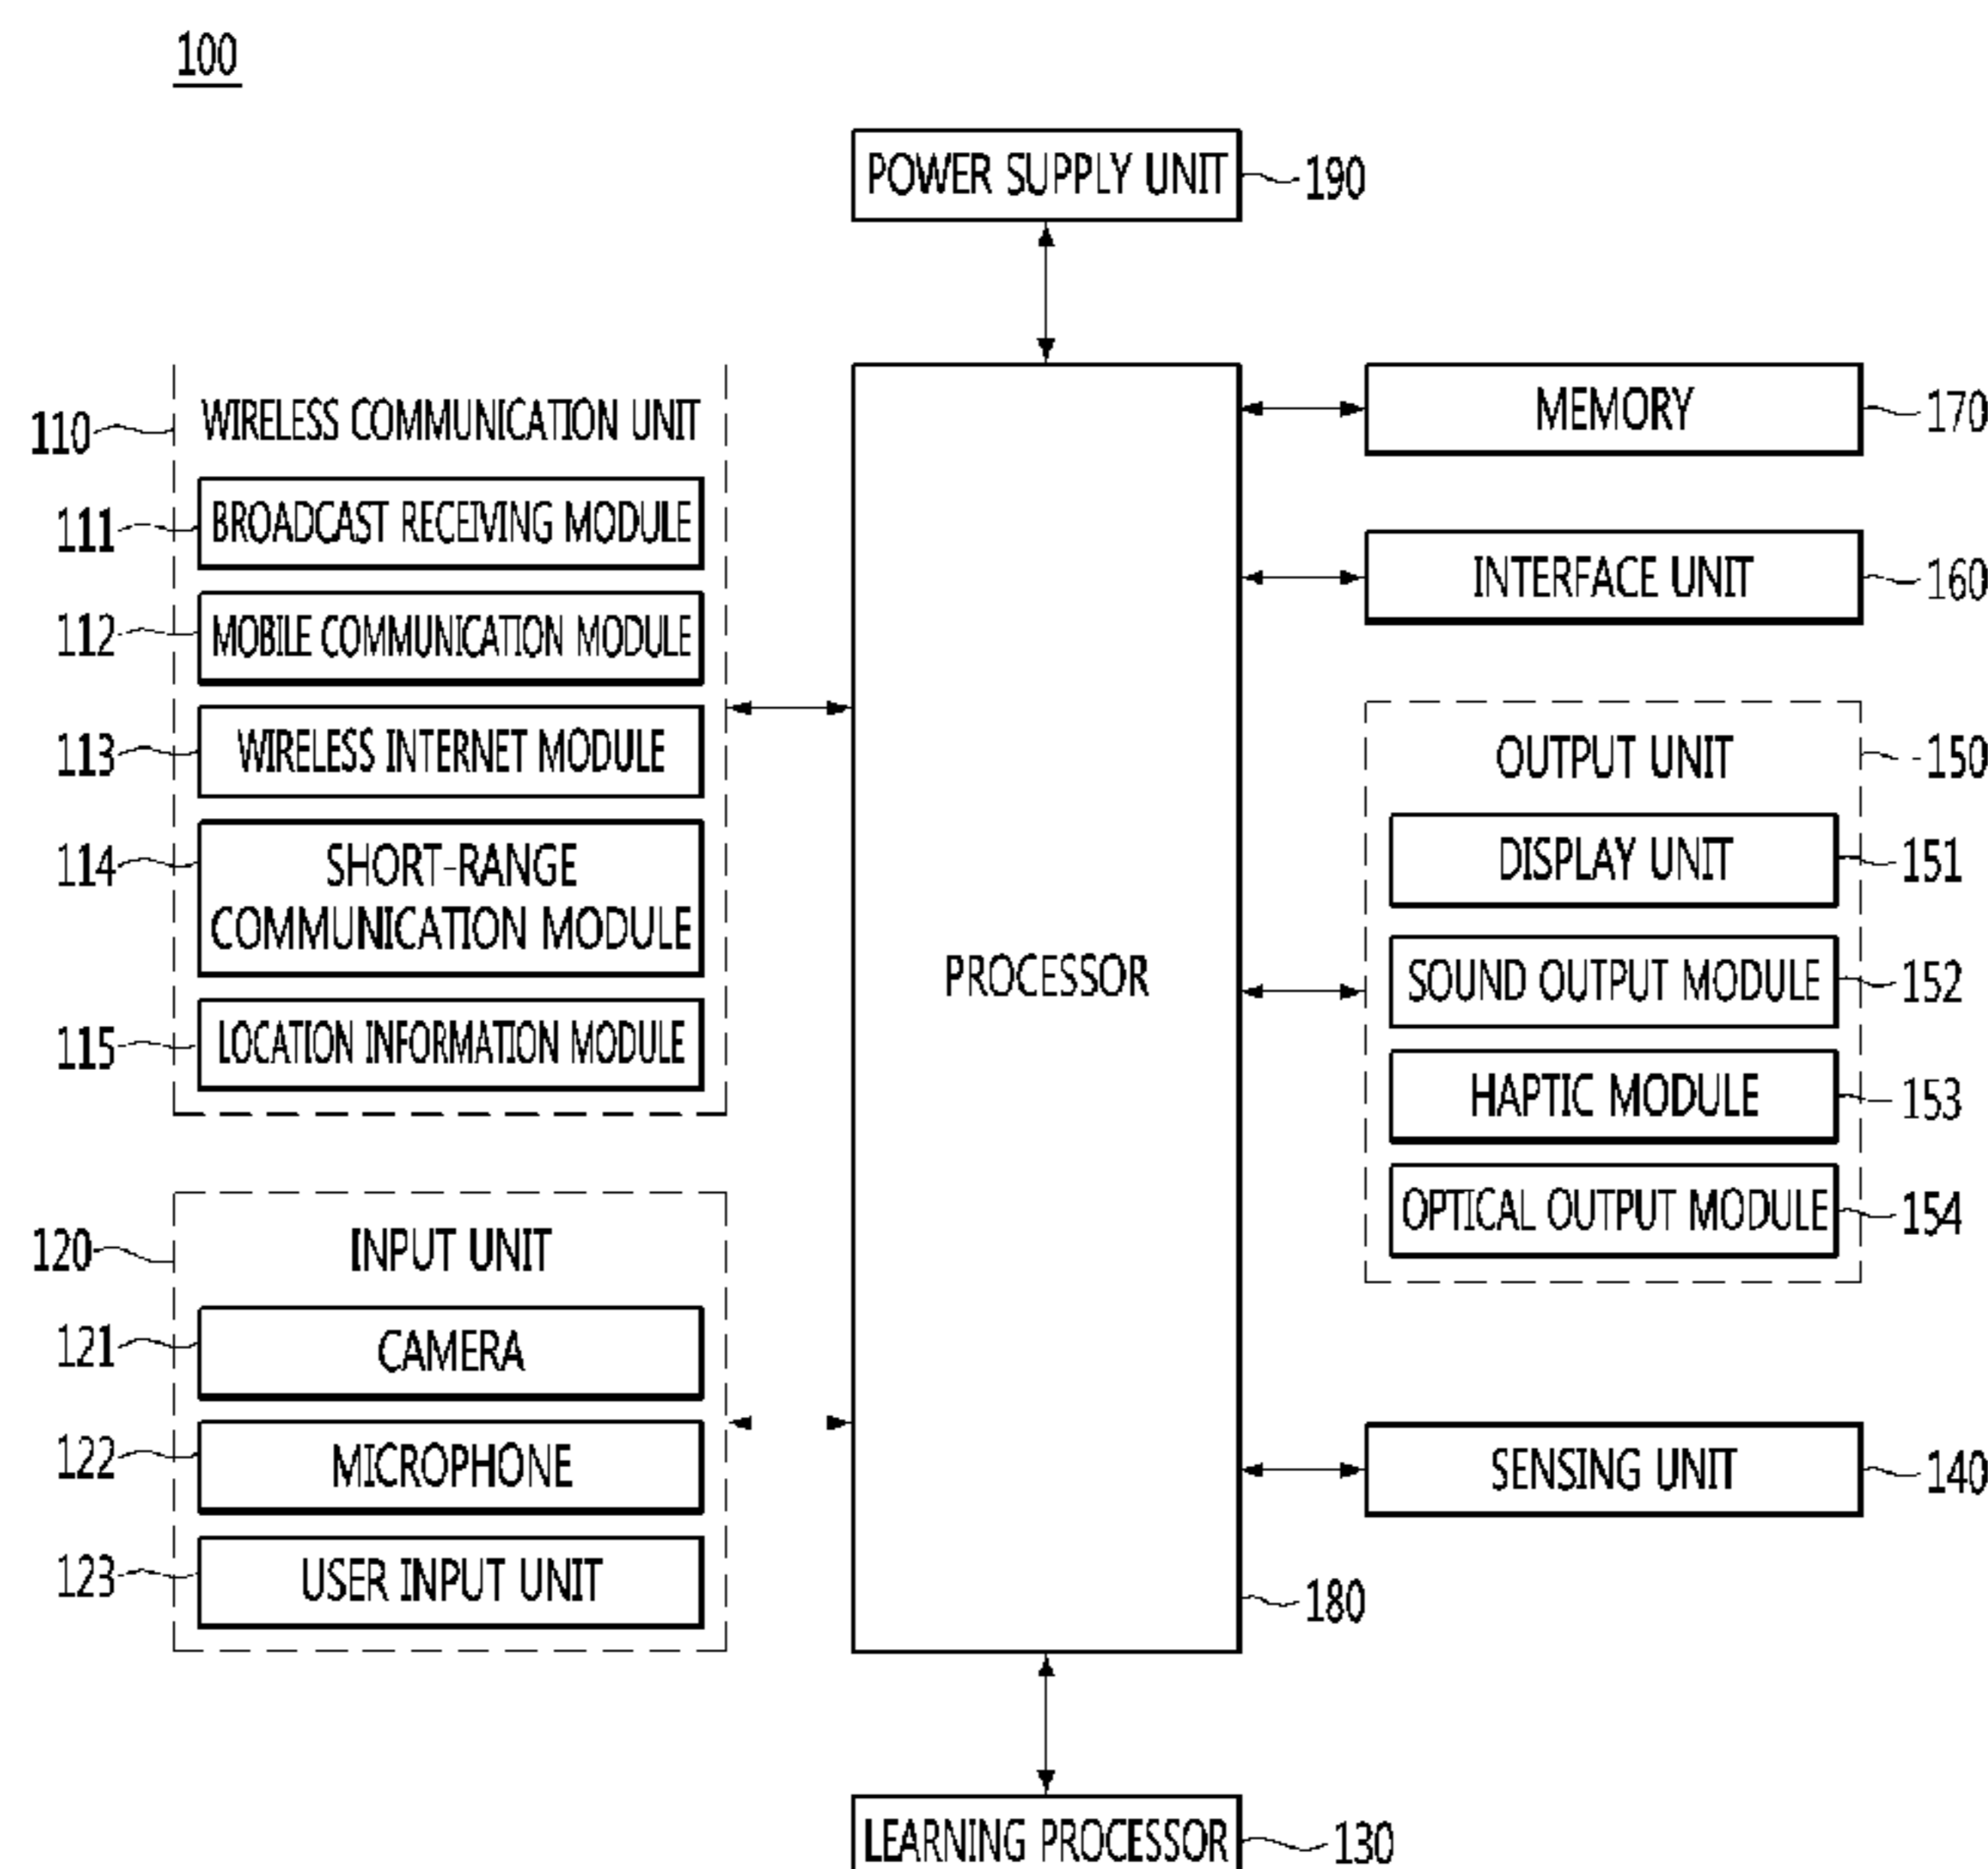 100
POWER SUPPLY UNIT 190
110 WIRELESS COMMUNICATION UNIT
111 BROADCAST RECEIVING MODULE
112 MOBILE COMMUNICATION MODULE
113 WIRELESS INTERNET MODULE
114 SHORT-RANGE
COMMUNICATION MODULE
115 LOCATION INFORMATION MODULE
120 INPUT UNIT
121 CAMERA
122 MICROPHONE
123 USER INPUT UNIT
PROCESSOR
180
MEMORY 170
INTERFACE UNIT 160
OUTPUT UNIT 150
DISPLAY UNIT 151
SOUND OUTPUT MODULE 152
HAPTIC MODULE 153
OPTICAL OUTPUT MODULE 154
SENSING UNIT 140
LEARNING PROCESSOR 130